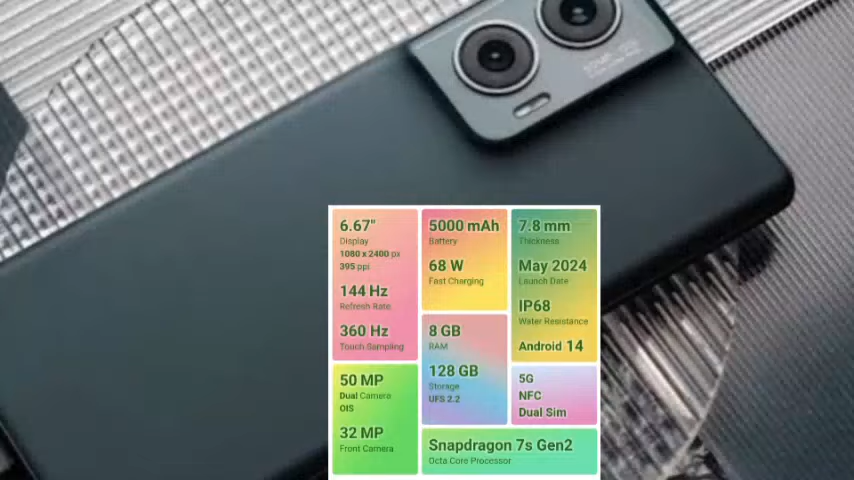 6.67"
Display
1080 x 2400 px
395 ppi
144 Hz
Refresh Rate
360 Hz
Touch Sampling
50 MP
Dual Camera
OIS
32 MP
Front Camera
5000 mAh
Battery
68 W
Fast Charging
8 GB
RAM
128 GB
Storage
UFS 2.2
7.8 mm
Thickness
May 2024
Launch Date
IP68
Water Resistance
Android 14
5G
NFC
Dual Sim
Snapdragon 7s Gen2
Octa Core Processor